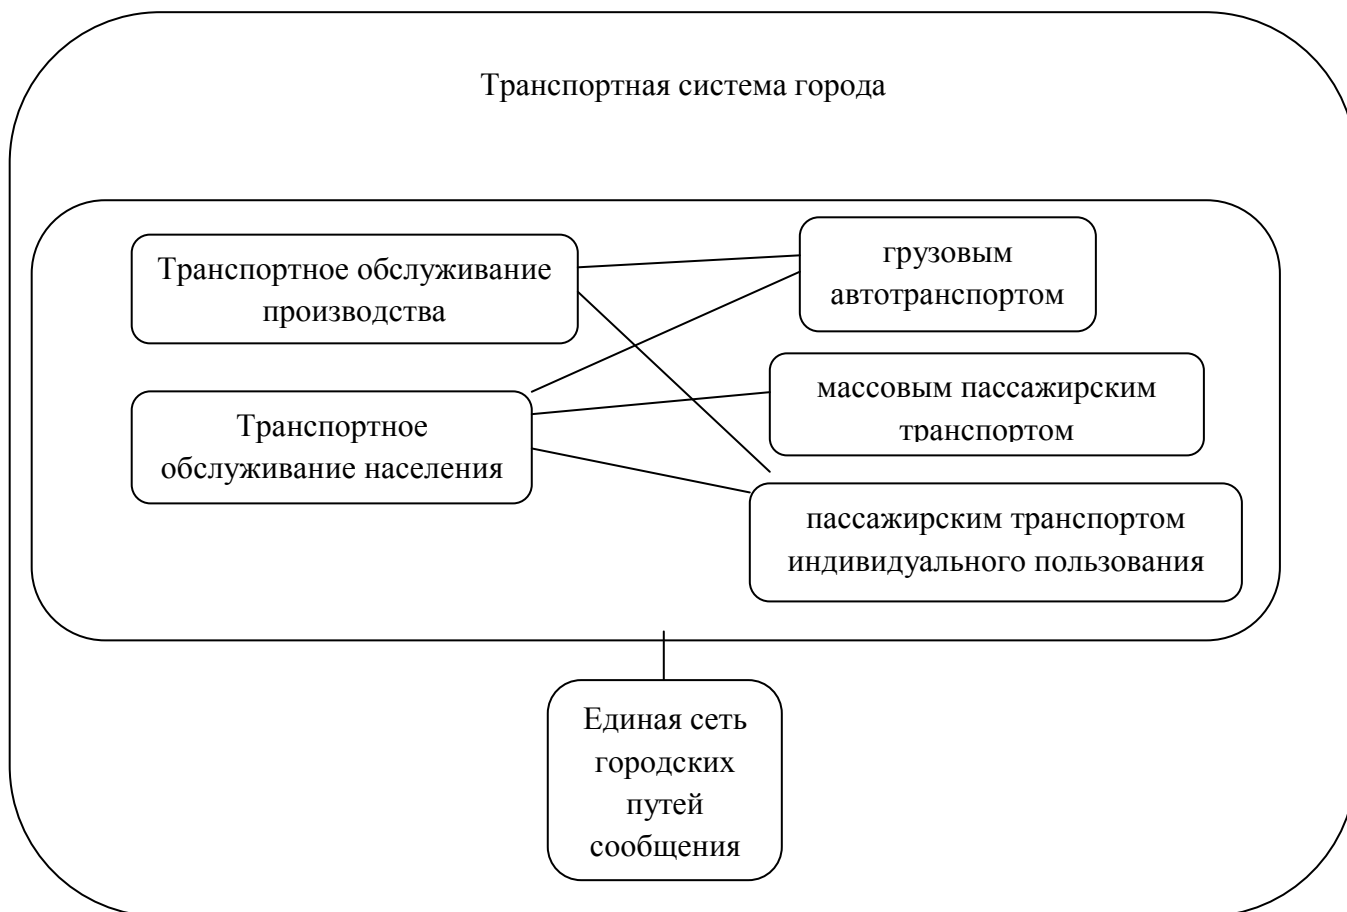 Транспортная система города
Транспортное обслуживание
производства
грузовым
автотранспортом
Транспортное
обслуживание населения
массовым пассажирским
транспортом
пассажирским транспортом
индивидуального пользования
Единая сеть
городских
путей
сообщения